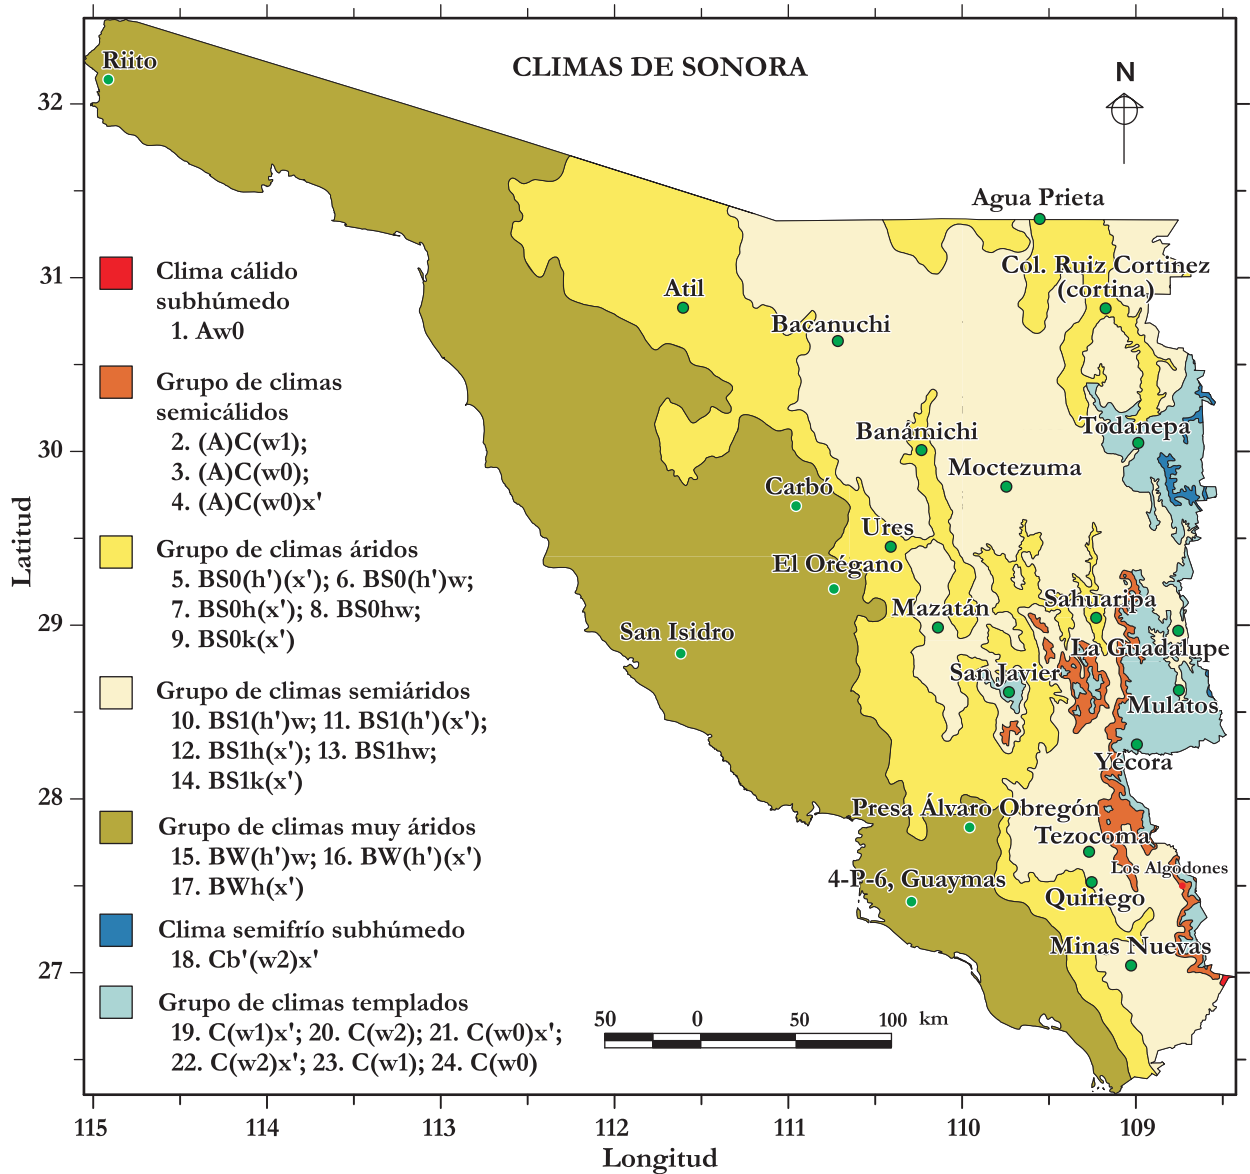 CLIMAS DE SONORA
N
Riito
Agua Prieta
Col. Ruiz Cortinez
(cortina)
Atil
Bacanuchi
Todanepa
Banámichi
Moctezuma
Carbó
Ures
El Orégano
Mazatán
Sahuaripa
San Isidro
La Guadalupe
San Javier
Mulatos
Yécora
Presa Álvaro Obregón
Tezocoma
Los Algodones
4-P-6, Guaymas
Quiriego
Minas Nuevas
Clima cálido
subhúmedo
1. Aw0
Grupo de climas
semicálidos
2. (A)C(w1);
3. (A)C(w0);
4. (A)C(w0)x'
Grupo de climas áridos
5. BS0(h')(x'); 6. BS0(h')w;
7. BS0h(x'); 8. BS0hw;
9. BS0k(x')
Grupo de climas semiáridos
10. BS1(h')w; 11. BS1(h')(x');
12. BS1h(x'); 13. BS1hw;
14. BS1k(x')
Grupo de climas muy áridos
15. BW(h')w; 16. BW(h')(x')
17. BWh(x')
Clima semifrío subhúmedo
18. Cb'(w2)x'
Grupo de climas templados
19. C(w1)x'; 20. C(w2); 21. C(w0)x';
22. C(w2)x'; 23. C(w1); 24. C(w0)
50 0 50 100 km
32
31
30
29
28
27
Latitud
115 114 113 112 111 110 109
Longitud